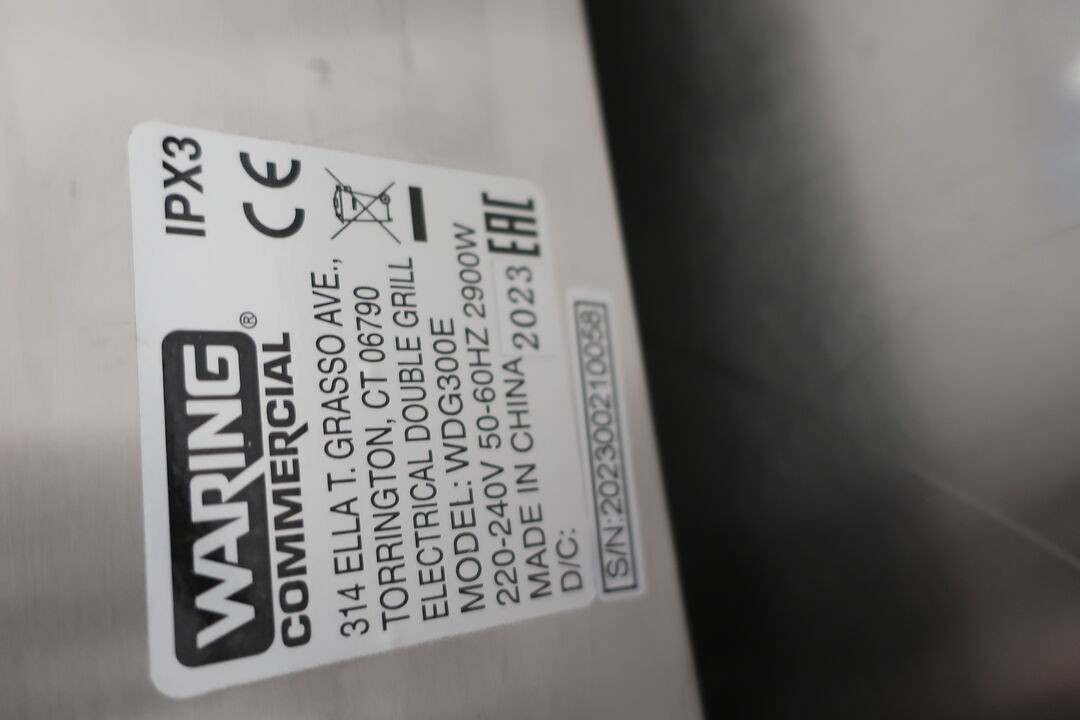 WARING®
COMMERCIAL
IPX3
CE
314 ELLA T. GRASSO AVE.,
TORRINGTON, CT 06790
ELECTRICAL DOUBLE GRILL
MODEL: WDG300E
220-240V 50-60HZ 2900W
MADE IN CHINA 2023 EAC
D/C:
S/N:202300210058